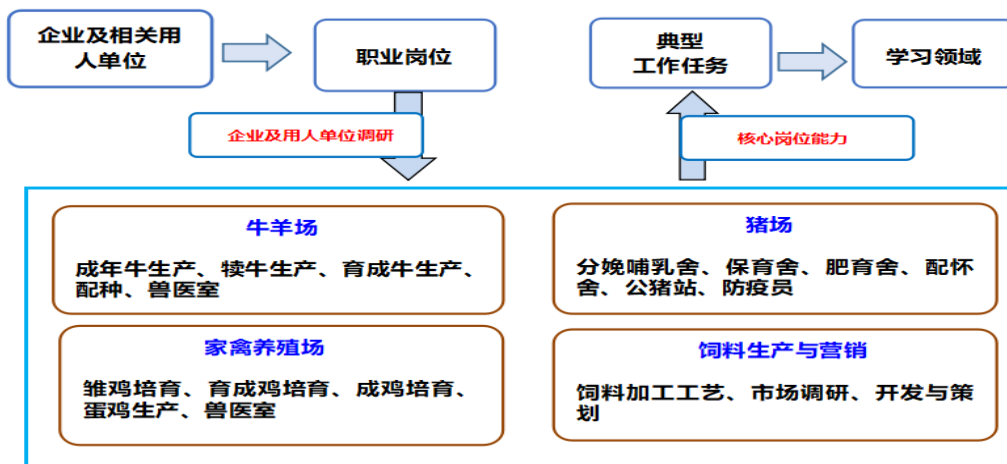 企业及相关用
人单位
职业岗位
典型
工作任务
学习领域
企业及用人单位调研
核心岗位能力
牛羊场
成年牛生产、犊牛生产、育成牛生产、
配种、兽医室
猪场
分娩哺乳舍、保育舍、肥育舍、配怀
舍、公猪站、防疫员
家禽养殖场
雏鸡培育、育成鸡培育、成鸡培育、
蛋鸡生产、兽医室
饲料生产与营销
饲料加工工艺、市场调研、开发与策
划